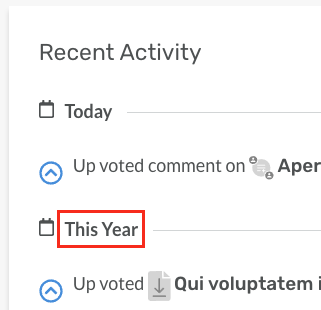 Recent Activity
Today
Up voted comment on Aper
This Year
Up voted Qui voluptatem i